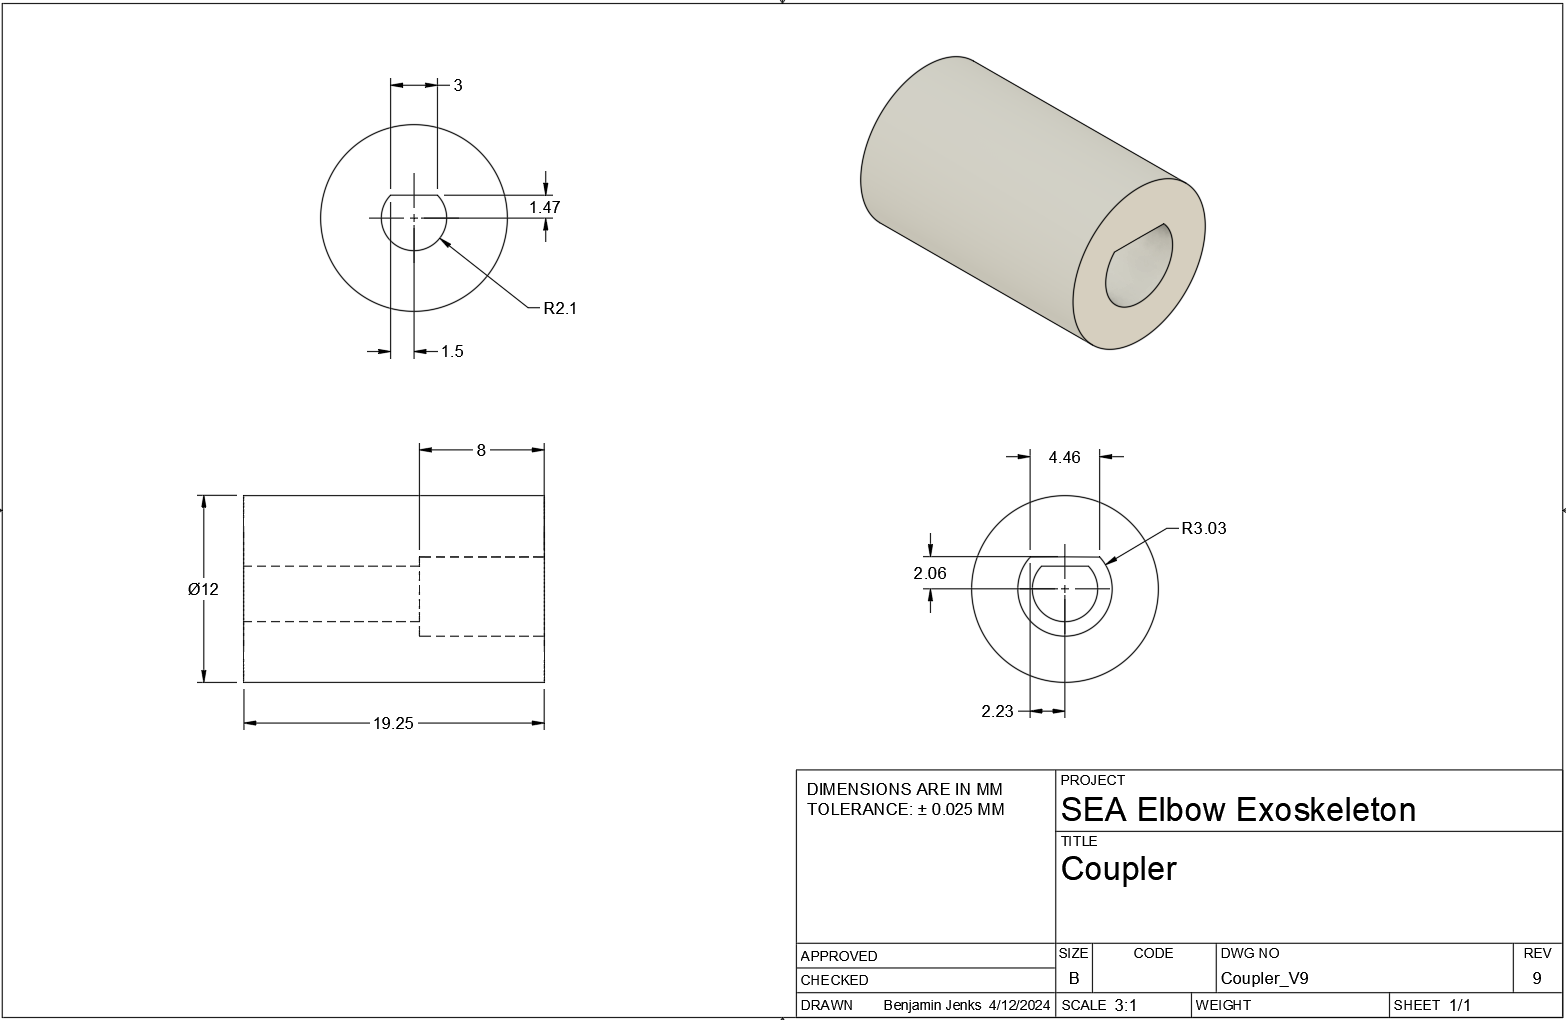 3
1.47
R2.1
1.5
8
Ø12
19.25
4.46
R3.03
2.06
2.23
DIMENSIONS ARE IN MM
TOLERANCE: ± 0.025 MM
PROJECT
SEA Elbow Exoskeleton
TITLE
Coupler
APPROVED
CHECKED
DRAWN Benjamin Jenks 4/12/2024
SIZE CODE DWG NO REV
B Coupler_V9 9
SCALE 3:1 WEIGHT SHEET 1/1